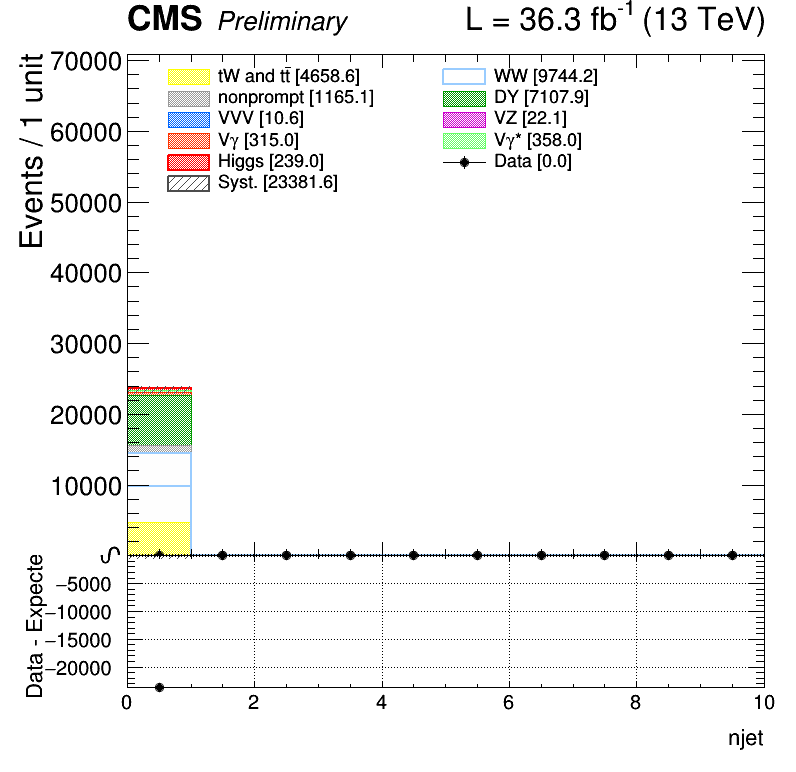 CMS Preliminary L = 36.3 fb⁻¹ (13 TeV)
Events / 1 unit
70000
60000
50000
40000
30000
20000
10000
tW and tt̄ [4658.6]
nonprompt [1165.1]
VVV [10.6]
Vγ [315.0]
Higgs [239.0]
Syst. [23381.6]
WW [9744.2]
DY [7107.9]
VZ [22.1]
Vγ* [358.0]
Data [0.0]
Data - Expecte
−5000
−10000
−15000
−20000
0 2 4 6 8 10
njet